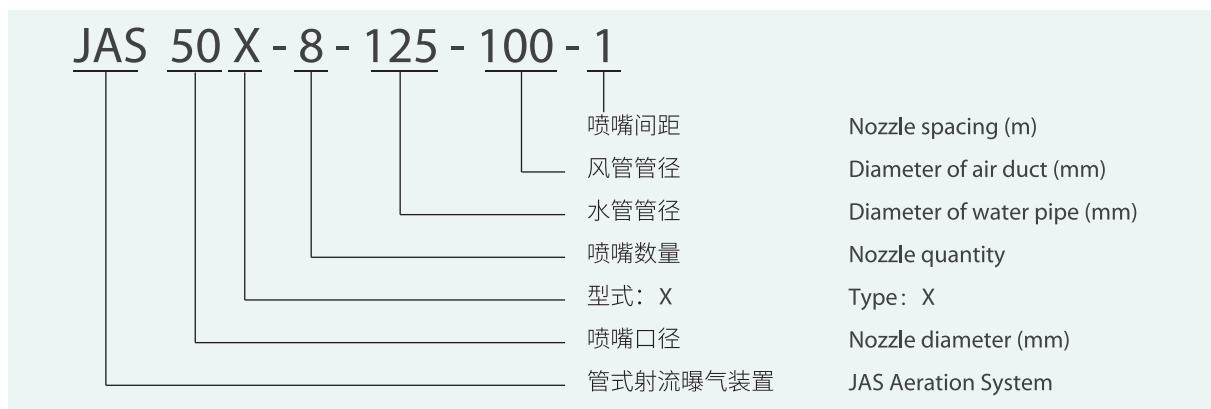 JAS 50 X - 8 - 125 - 100 - 1
喷嘴间距 Nozzle spacing (m)
风管管径 Diameter of air duct (mm)
水管管径 Diameter of water pipe (mm)
喷嘴数量 Nozzle quantity
型式：X Type：X
喷嘴口径 Nozzle diameter (mm)
管式射流曝气装置 JAS Aeration System